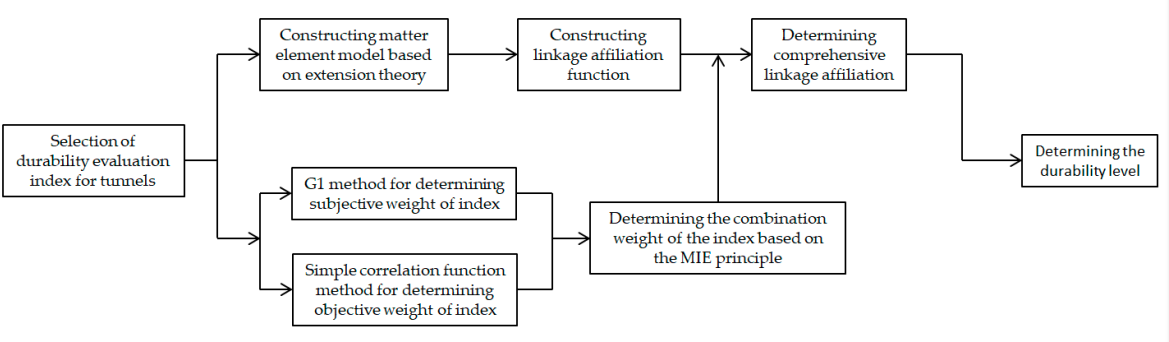 Constructing matter
element model based
on extension theory
Constructing
linkage affiliation
function
Determining
comprehensive
linkage affiliation
Selection of
durability evaluation
index for tunnels
Determining the
durability level
G1 method for determining
subjective weight of index
Determining the combination
weight of the index based on
the MIE principle
Simple correlation function
method for determining
objective weight of index